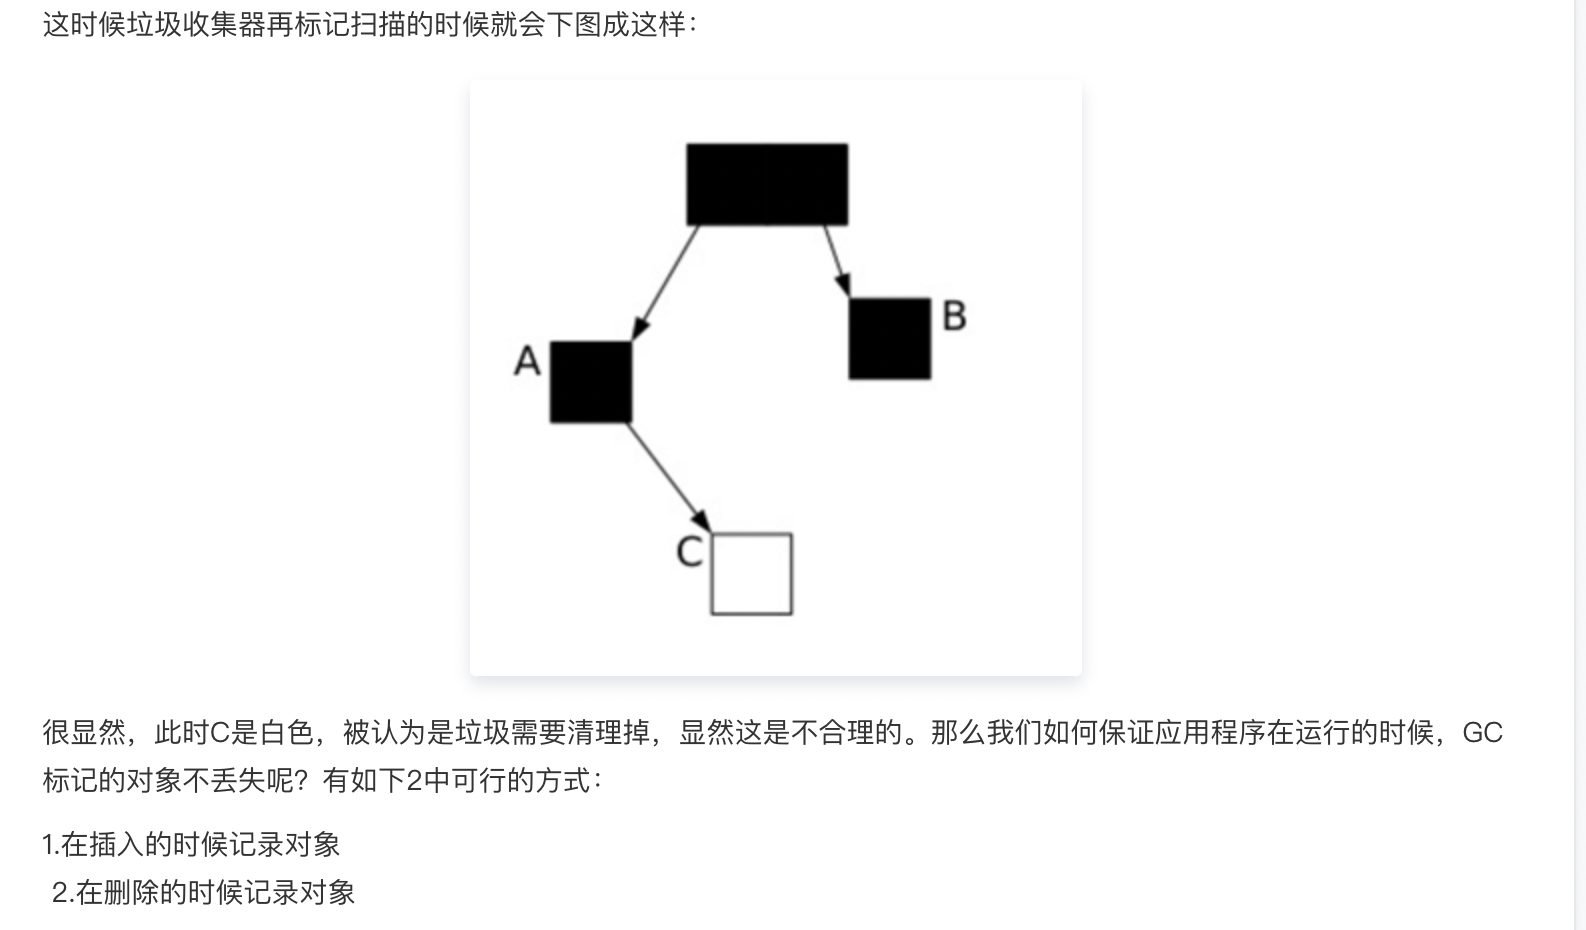 这时候垃圾收集器再标记扫描的时候就会下图成这样：
B
A
C
很显然，此时C是白色，被认为是垃圾需要清理掉，显然这是不合理的。那么我们如何保证应用程序在运行的时候，GC
标记的对象不丢失呢？有如下2中可行的方式：
1.在插入的时候记录对象
2.在删除的时候记录对象